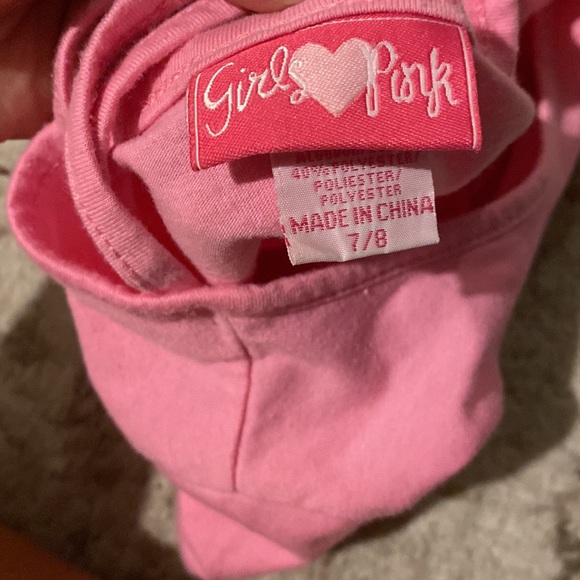 Girls Pink
40% POLYESTER/
POLIESTER/
POLYESTER
MADE IN CHINA
7/8